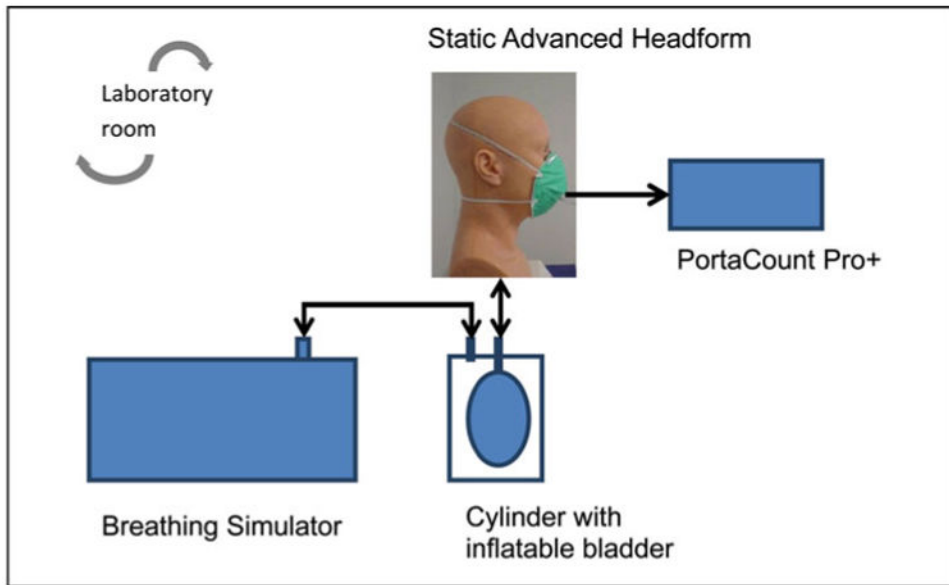 Static Advanced Headform
Laboratory
room
PortaCount Pro+
Breathing Simulator
Cylinder with
inflatable bladder